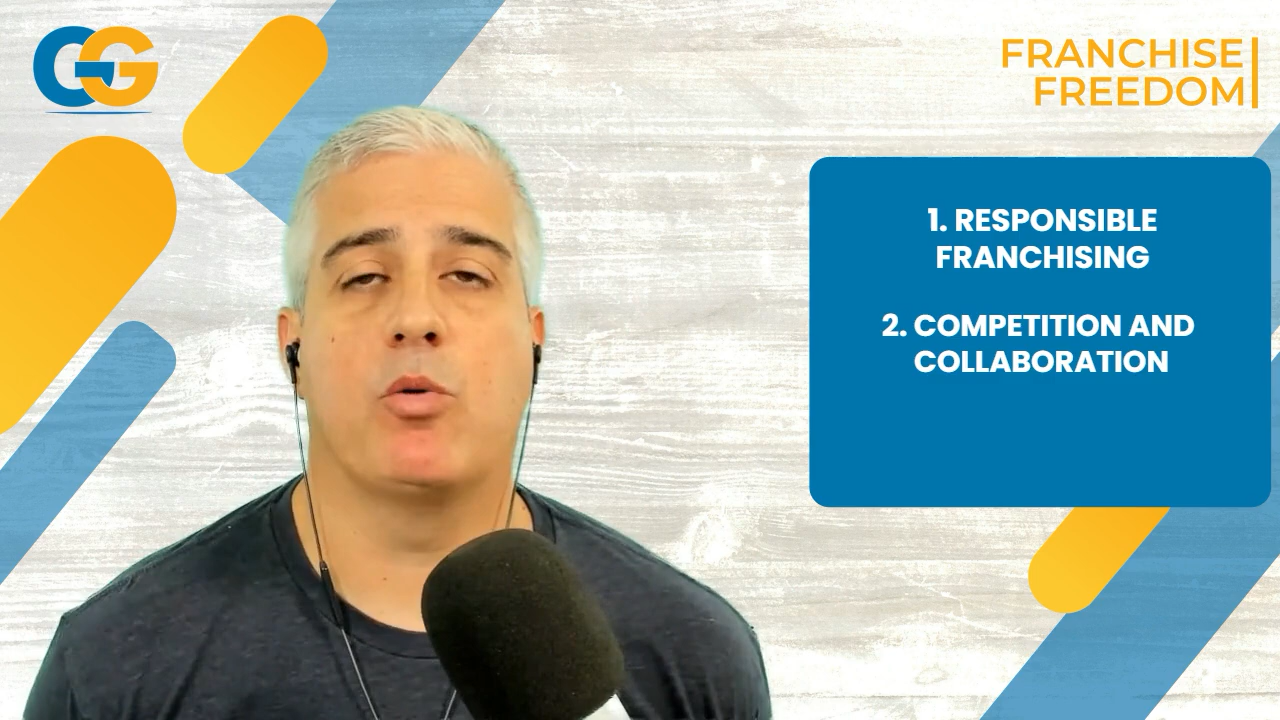 GG
FRANCHISE
FREEDOM
1. RESPONSIBLE
FRANCHISING
2. COMPETITION AND
COLLABORATION